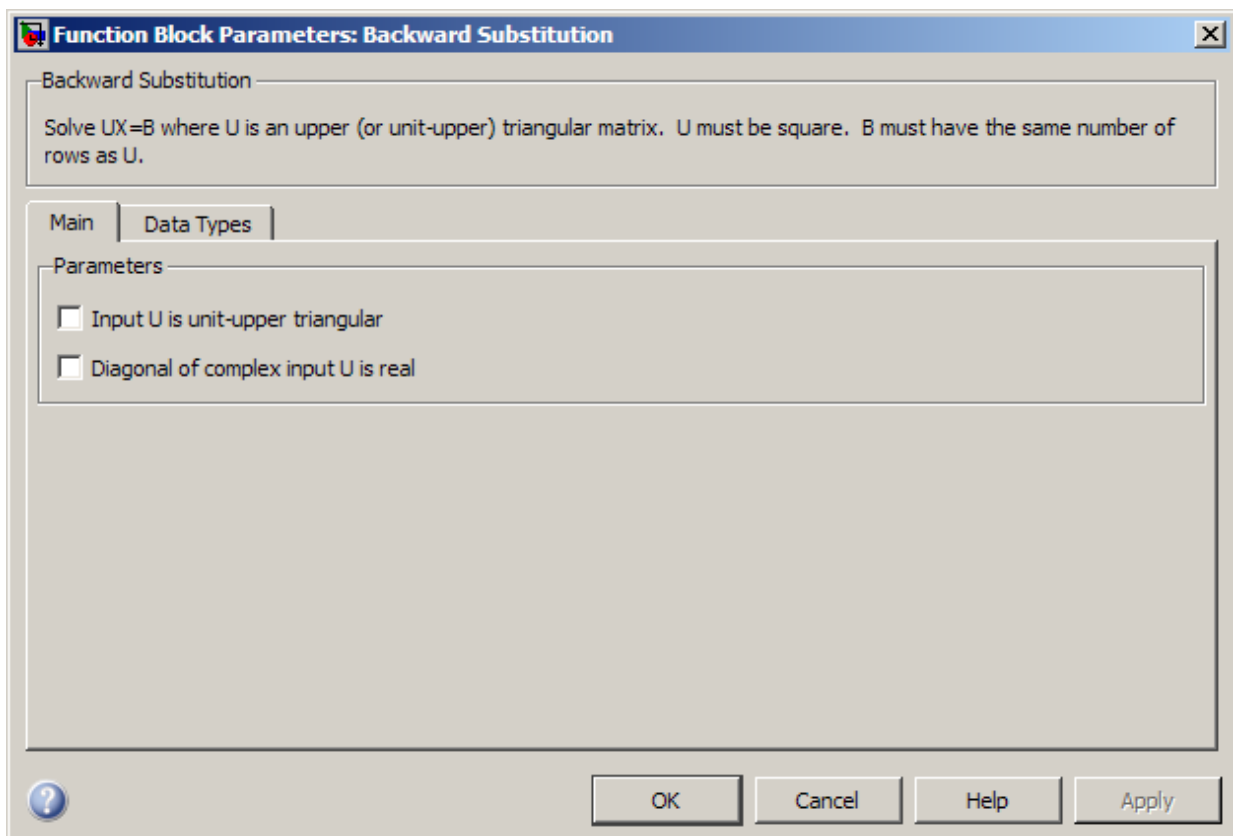 Function Block Parameters: Backward Substitution
Backward Substitution
Solve UX=B where U is an upper (or unit-upper) triangular matrix.  U must be square.  B must have the same number of
rows as U.
Main
Data Types
Parameters
Input U is unit-upper triangular
Diagonal of complex input U is real
OK
Cancel
Help
Apply